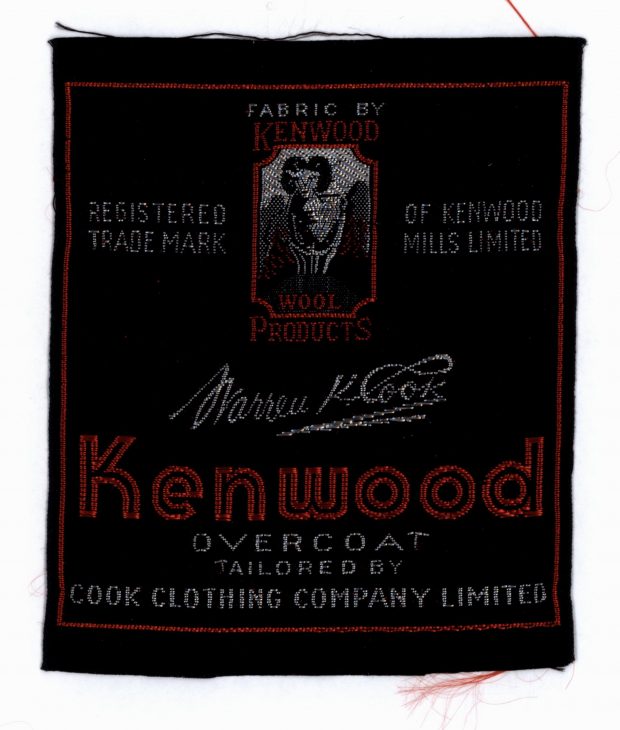 FABRIC BY
KENWOOD
REGISTERED
TRADE MARK
OF KENWOOD
MILLS LIMITED
WOOL
PRODUCTS
Warren K. Cook
Kenwood
OVERCOAT
TAILORED BY
COOK CLOTHING COMPANY LIMITED